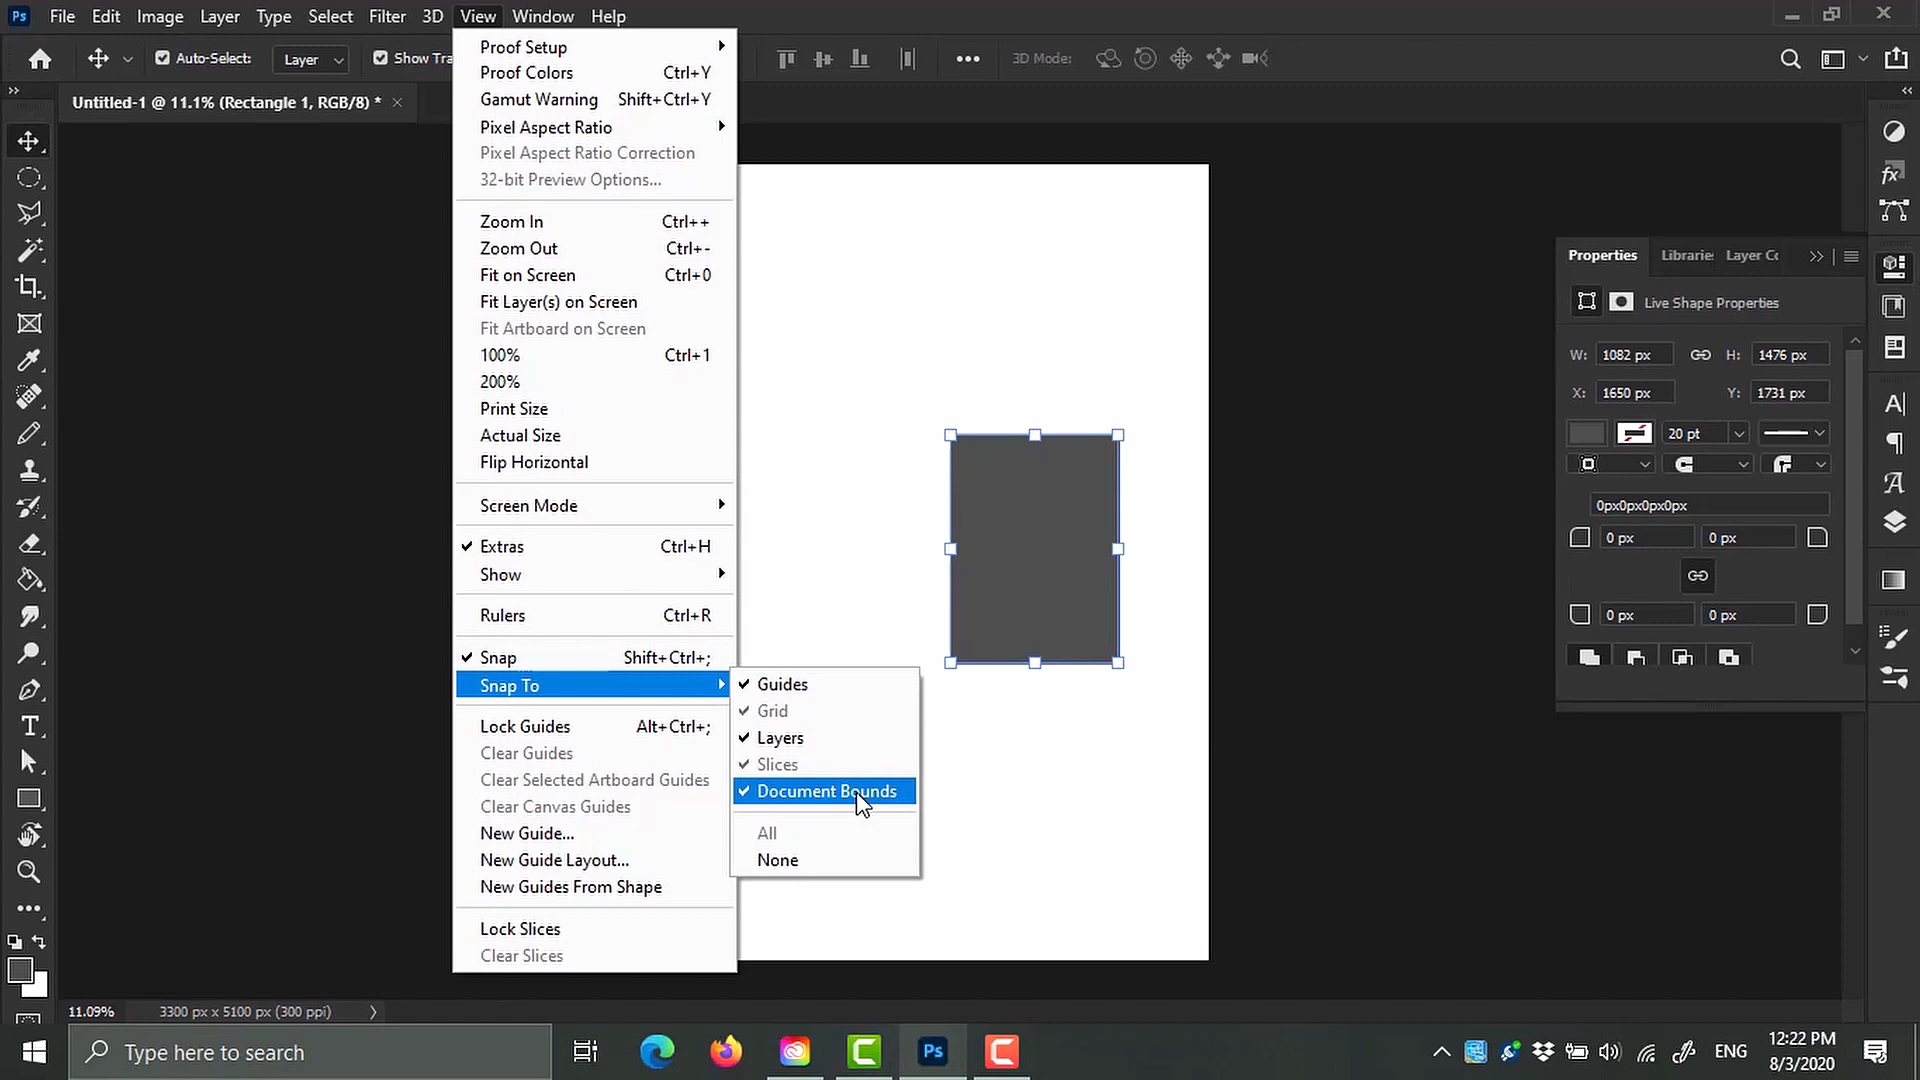 Ps File Edit Image Layer Type Select Filter 3D View Window Help
Auto-Select: Layer Show Tra 3D Mode:
Untitled-1 @ 11.1% (Rectangle 1, RGB/8) *
Proof Setup
Proof Colors Ctrl+Y
Gamut Warning Shift+Ctrl+Y
Pixel Aspect Ratio
Pixel Aspect Ratio Correction
32-bit Preview Options...
Zoom In Ctrl++
Zoom Out Ctrl+-
Fit on Screen Ctrl+0
Fit Layer(s) on Screen
Fit Artboard on Screen
100% Ctrl+1
200%
Print Size
Actual Size
Flip Horizontal
Screen Mode
Extras Ctrl+H
Show
Rulers Ctrl+R
Snap Shift+Ctrl+;
Snap To
Lock Guides Alt+Ctrl+;
Clear Guides
Clear Selected Artboard Guides
Clear Canvas Guides
New Guide...
New Guide Layout...
New Guides From Shape
Lock Slices
Clear Slices
Guides
Grid
Layers
Slices
Document Bounds
All
None
Properties Librarie Layer Co
Live Shape Properties
W: 1082 px H: 1476 px
X: 1650 px Y: 1731 px
20 pt
0px0px0px0px
0 px 0 px
0 px 0 px
11.09% 3300 px x 5100 px (300 ppi)
Type here to search
Ps
ENG
12:22 PM
8/3/2020